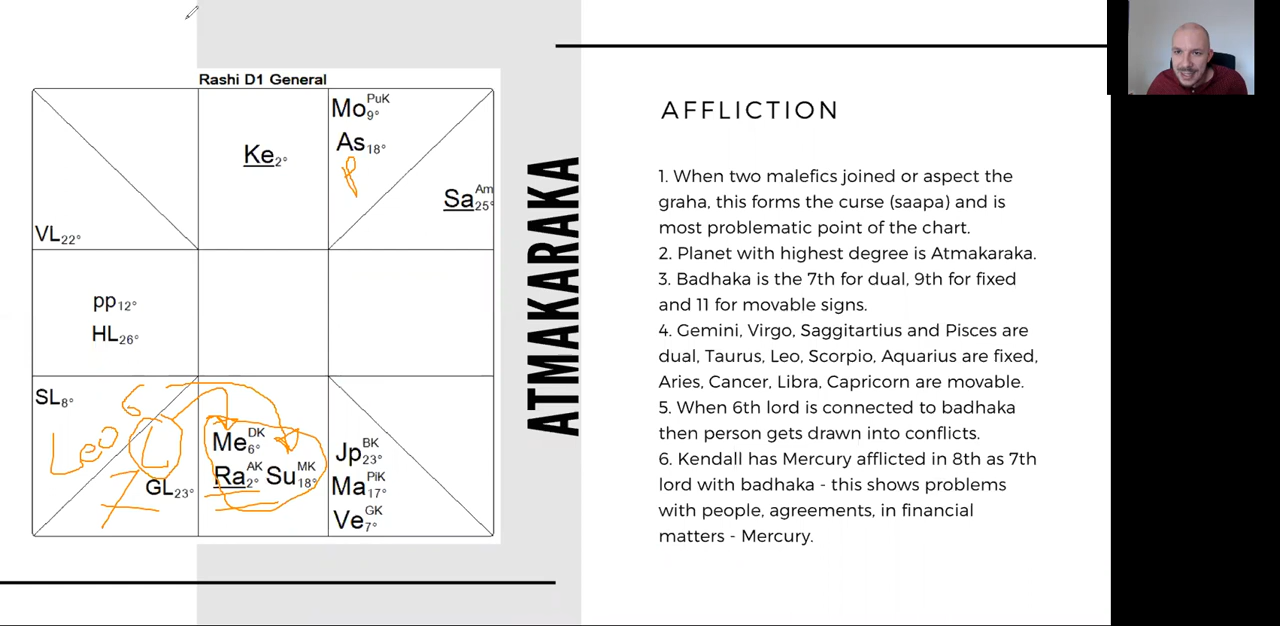 Rashi D1 General
Mo PuK 9°
As 18°
Ke 2°
P
Sa Am 25°
VL 22°
pp 12°
HL 26°
SL 8°
6
Leo
L
7
GL 23°
Me DK 6°
Ra AK 2° Su MK 18°
Jp BK 23°
Ma PiK 17°
Ve GK 7°
ATMAKARAKA
AFFLICTION
1. When two malefics joined or aspect the
graha, this forms the curse (saapa) and is
most problematic point of the chart.
2. Planet with highest degree is Atmakaraka.
3. Badhaka is the 7th for dual, 9th for fixed
and 11 for movable signs.
4. Gemini, Virgo, Saggitartius and Pisces are
dual, Taurus, Leo, Scorpio, Aquarius are fixed,
Aries, Cancer, Libra, Capricorn are movable.
5. When 6th lord is connected to badhaka
then person gets drawn into conflicts.
6. Kendall has Mercury afflicted in 8th as 7th
lord with badhaka - this shows problems
with people, agreements, in financial
matters - Mercury.